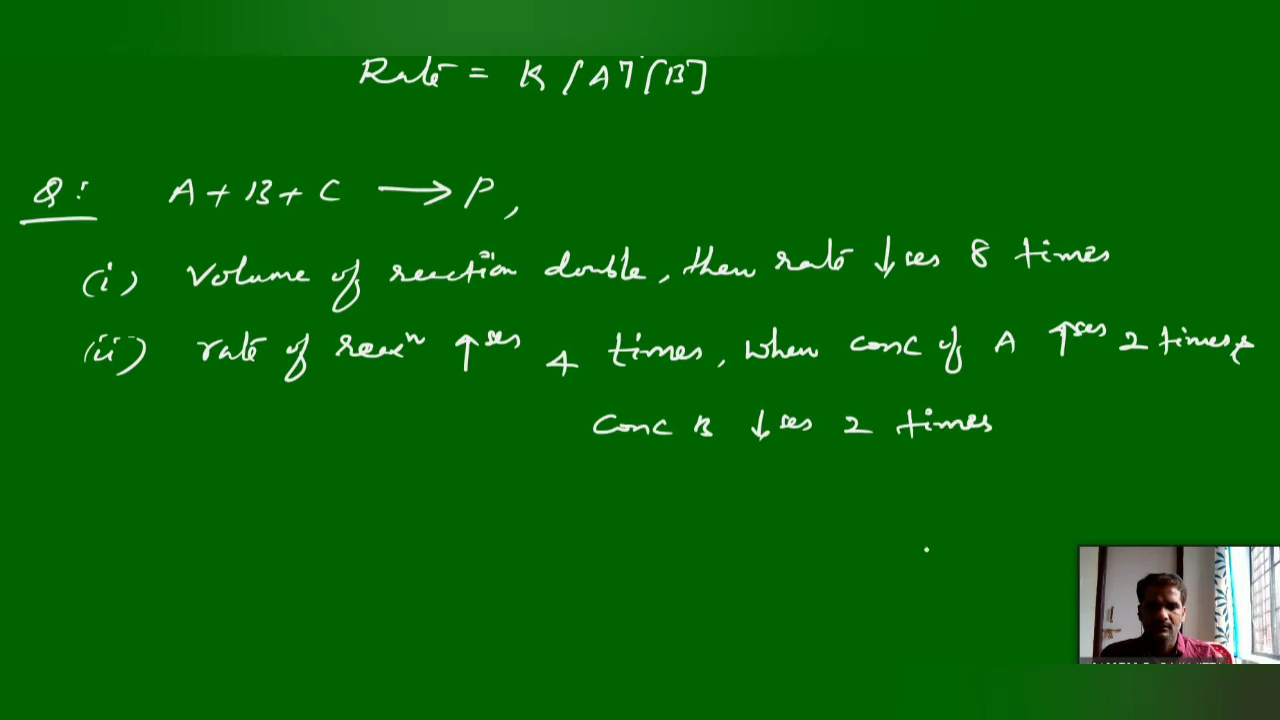 Rate = K [A] [B]
Q: A + B + C → P,
(i) Volume of reaction double, then rate ↓ses 8 times
(ii) rate of reaxn ↑ses 4 times, when conc of A ↑ses 2 times &
conc B ↓ses 2 times